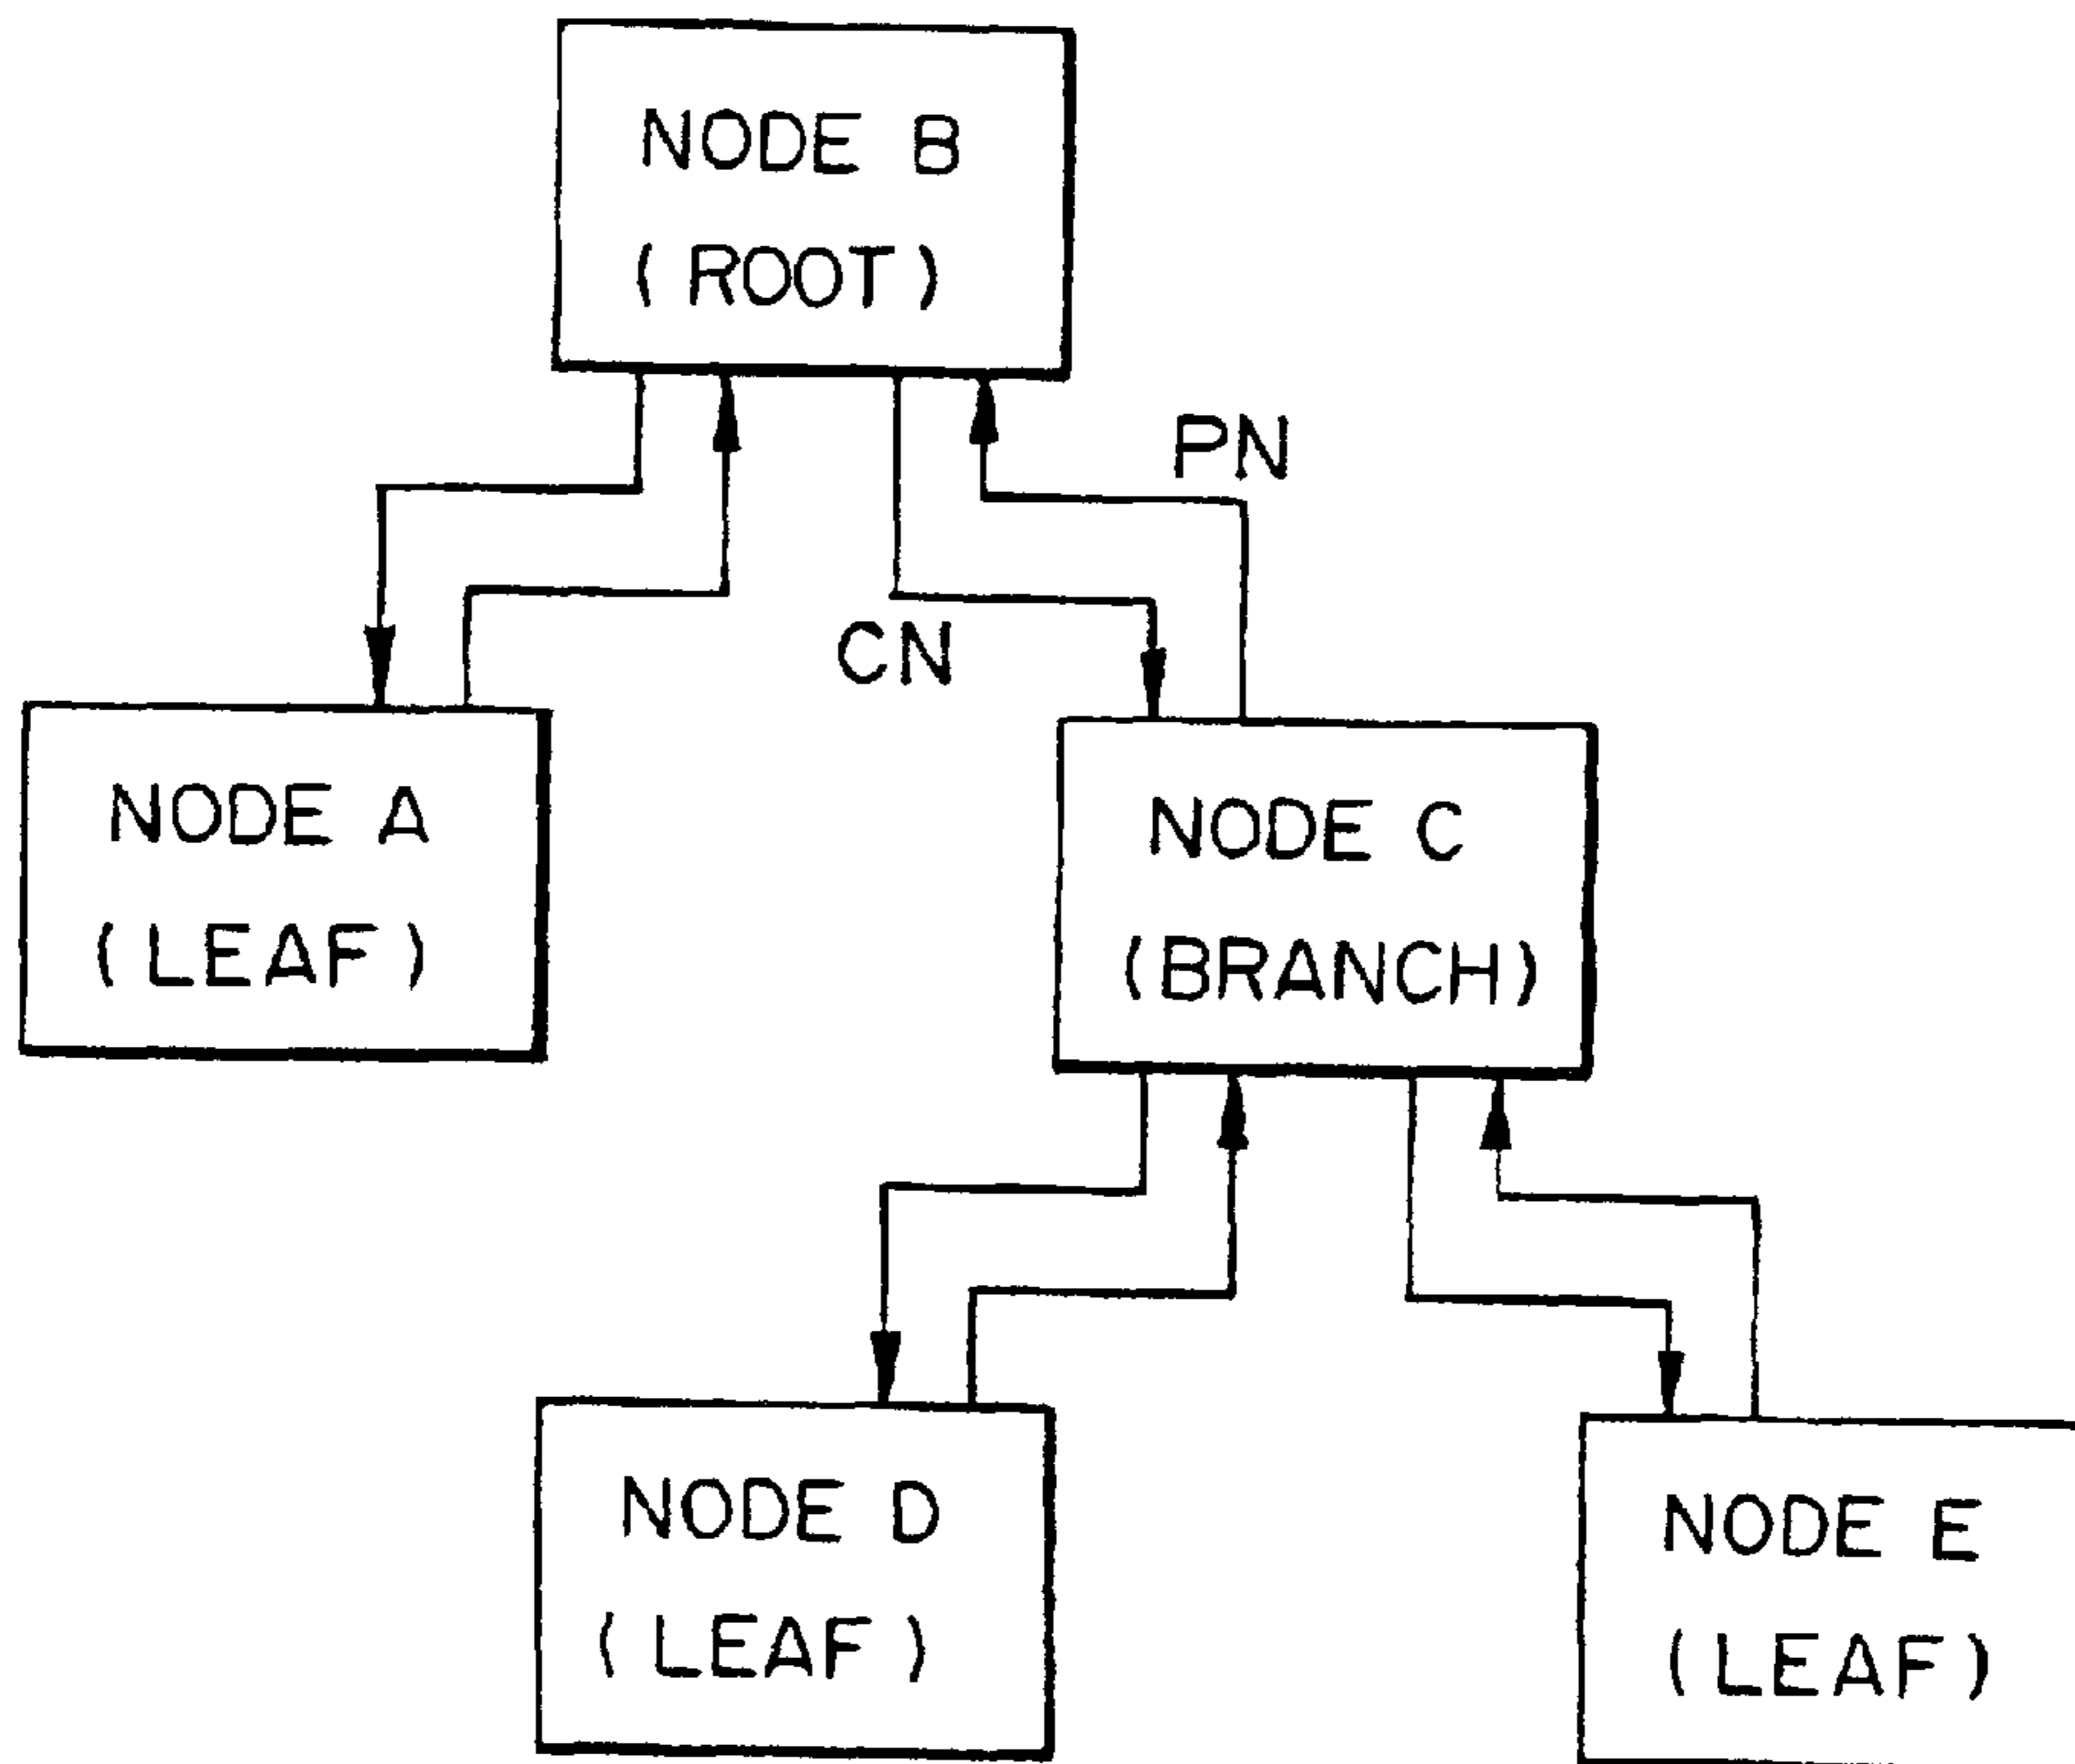 NODE B
(ROOT)
PN
CN
NODE A
(LEAF)
NODE C
(BRANCH)
NODE D
(LEAF)
NODE E
(LEAF)